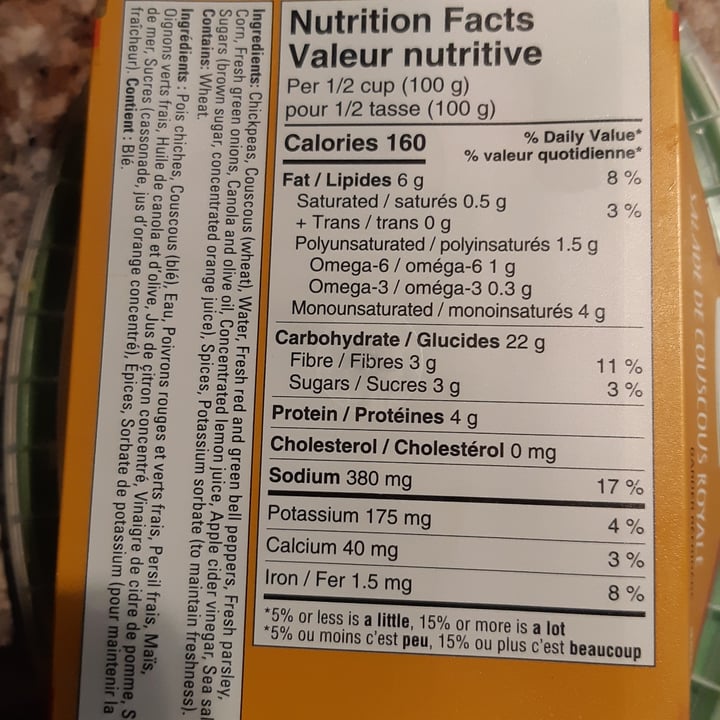 Nutrition Facts
Valeur nutritive
Per 1/2 cup (100 g)
pour 1/2 tasse (100 g)
Calories 160
% Daily Value*
% valeur quotidienne*
Fat / Lipides 6 g 8 %
Saturated / saturés 0.5 g
+ Trans / trans 0 g 3 %
Polyunsaturated / polyinsaturés 1.5 g
Omega-6 / oméga-6 1 g
Omega-3 / oméga-3 0.3 g
Monounsaturated / monoinsaturés 4 g
Carbohydrate / Glucides 22 g
Fibre / Fibres 3 g 11 %
Sugars / Sucres 3 g 3 %
Protein / Protéines 4 g
Cholesterol / Cholestérol 0 mg
Sodium 380 mg 17 %
Potassium 175 mg 4 %
Calcium 40 mg 3 %
Iron / Fer 1.5 mg 8 %
*5% or less is a little, 15% or more is a lot
*5% ou moins c'est peu, 15% ou plus c'est beaucoup
Ingredients: Chickpeas, Couscous (wheat), Water, Fresh red and green bell peppers, Fresh parsley,
Corn, Fresh green onions, Canola and olive oil, Concentrated lemon juice, Apple cider vinegar, Sea sal
Sugars (brown sugar, concentrated orange juice), Spices, Potassium sorbate (to maintain freshness).
Contains: Wheat.
Ingrédients : Pois chiches, Couscous (blé), Eau, Poivrons rouges et verts frais, Persil frais, Maïs,
Oignons verts frais, Huile de canola et d'olive, Jus de citron concentré, Vinaigre de cidre de pomme, S
de mer, Sucres (cassonade, jus d'orange concentré), Épices, Sorbate de potassium (pour maintenir la
fraîcheur). Contient : Blé.
SALADE DE COUSCOUS ROYALE